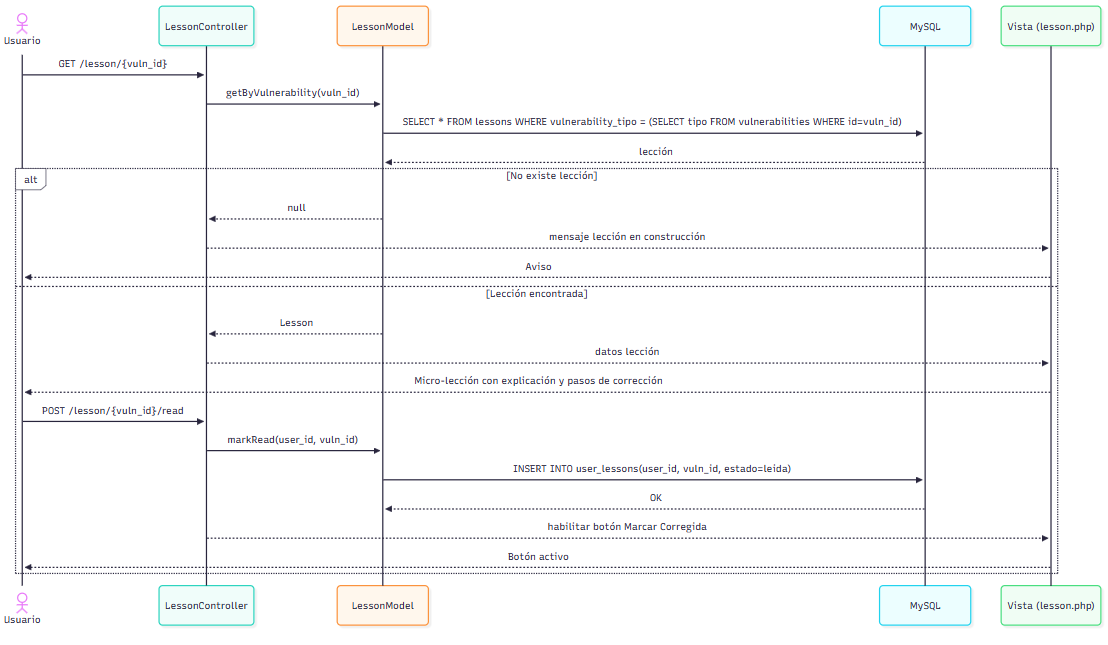 Usuario
LessonController
LessonModel
MySQL
Vista (lesson.php)
GET /lesson/{vuln_id}
getByVulnerability(vuln_id)
SELECT * FROM lessons WHERE vulnerability_tipo = (SELECT tipo FROM vulnerabilities WHERE id=vuln_id)
lección
alt
[No existe lección]
null
mensaje lección en construcción
Aviso
[Lección encontrada]
Lesson
datos lección
Micro-lección con explicación y pasos de corrección
POST /lesson/{vuln_id}/read
markRead(user_id, vuln_id)
INSERT INTO user_lessons(user_id, vuln_id, estado=leida)
OK
habilitar botón Marcar Corregida
Botón activo
Usuario
LessonController
LessonModel
MySQL
Vista (lesson.php)